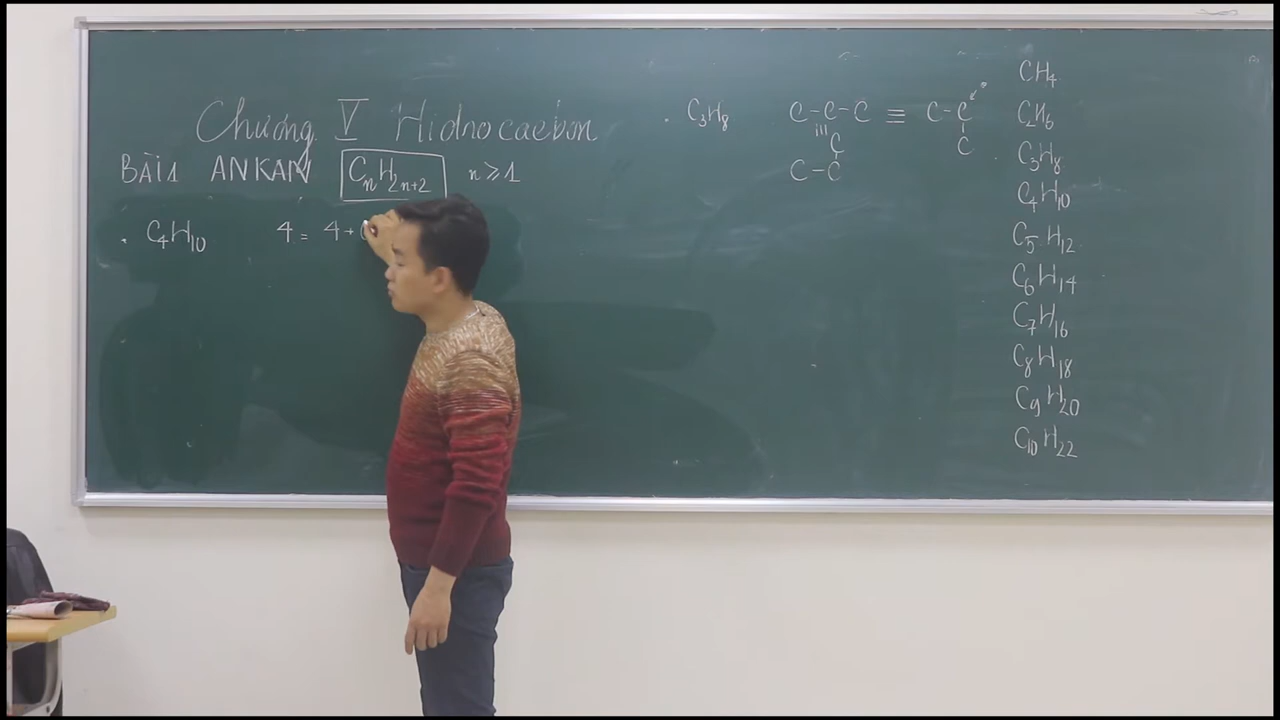 Chương V Hidrocacbon
BÀI 1 ANKAN CnH2n+2 n ≥ 1
. C4H10 4 = 4 +
. C3H8 C-C-C ≡ C-C
C
C
C-C
CH4
C2H6
C3H8
C4H10
C5H12
C6H14
C7H16
C8H18
C9H20
C10H22